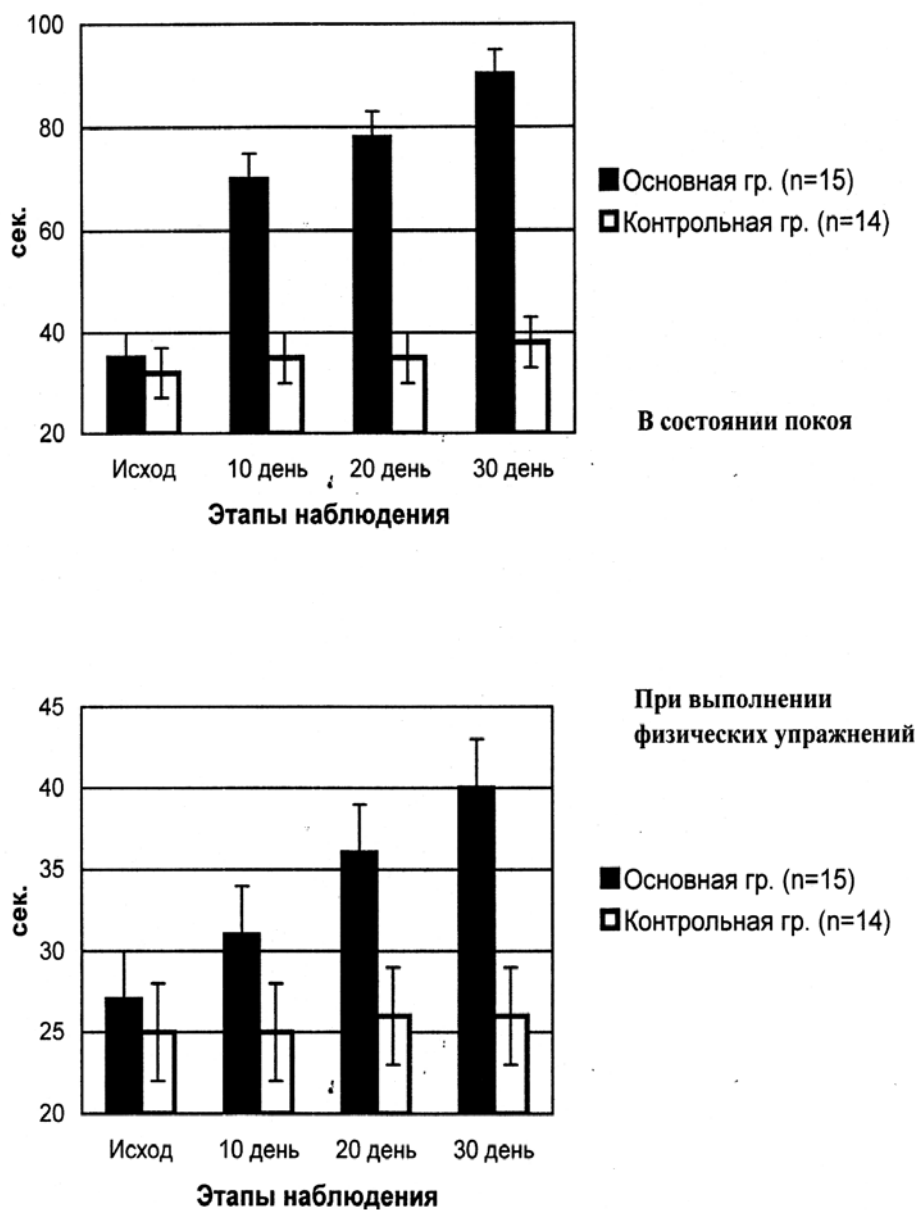 100
80
60
40
20
сек.
Исход 10 день 20 день 30 день
Этапы наблюдения
Основная гр. (n=15)
Контрольная гр. (n=14)
В состоянии покоя
45
40
35
30
25
20
сек.
Исход 10 день 20 день 30 день
Этапы наблюдения
При выполнении
физических упражнений
Основная гр. (n=15)
Контрольная гр. (n=14)